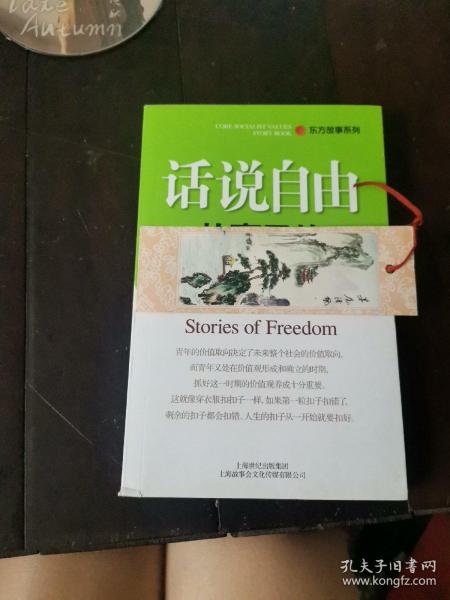 Late
Autumn
CORE SOCIALIST VALUES
STORY BOOK
东方故事系列
话说自由
Stories of Freedom
青年的价值取向决定了未来整个社会的价值取向,
而青年又处在价值观形成和确立的时期,
抓好这一时期的价值观养成十分重要。
这就像穿衣服扣扣子一样,如果第一粒扣子扣错了,
剩余的扣子都会扣错。人生的扣子从一开始就要扣好。
上海世纪出版集团
上海故事会文化传媒有限公司
孔夫子旧书网
www.kongfz.com